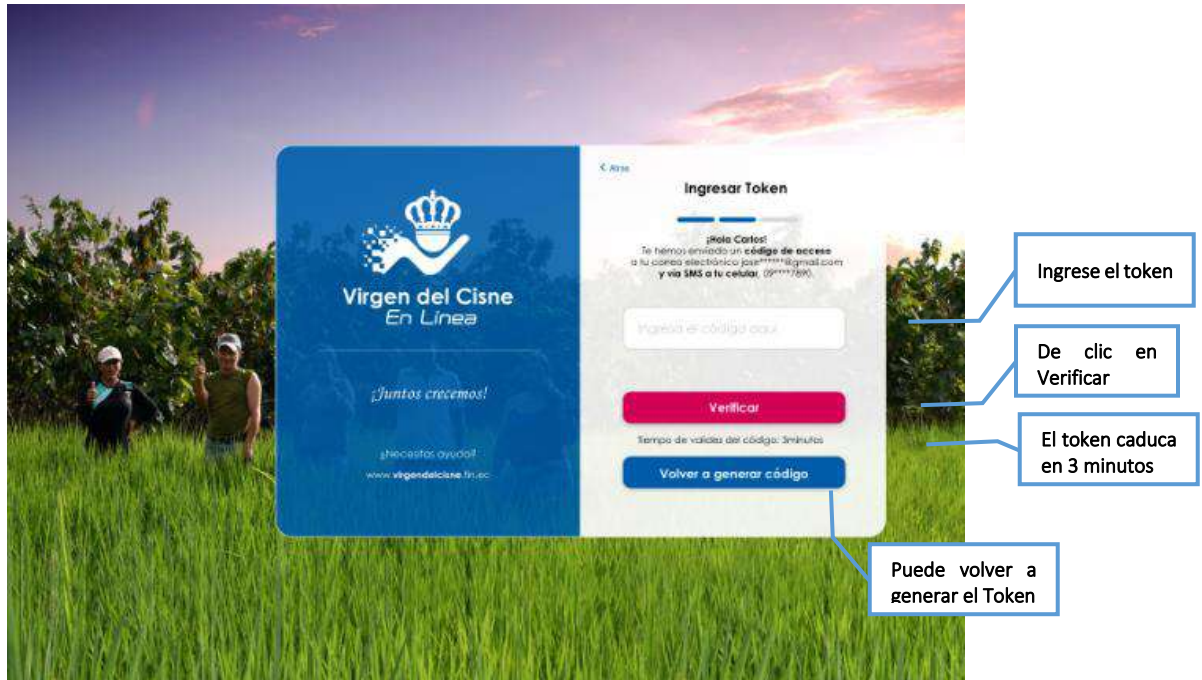 < Atras
Ingresar Token
¡Hola Carlos!
Te hemos enviado un código de acceso
a tu correo electrónico jose******@gmail.com
y vía SMS a tu celular, 09****7890.
Ingresa el código aquí
Verificar
Tiempo de validez del código: 3minutos
Volver a generar código
Virgen del Cisne
En Línea
¡Juntos crecemos!
¿Necesitas ayuda?
www.virgendelcisne.fin.ec
Ingrese el token
De clic en
Verificar
El token caduca
en 3 minutos
Puede volver a
generar el Token